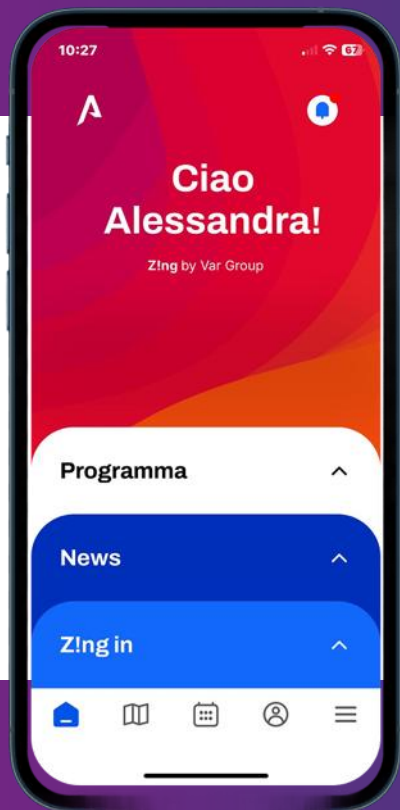 10:27
67
Ciao
Alessandra!
Z!ng by Var Group
Programma
News
Z!ng in